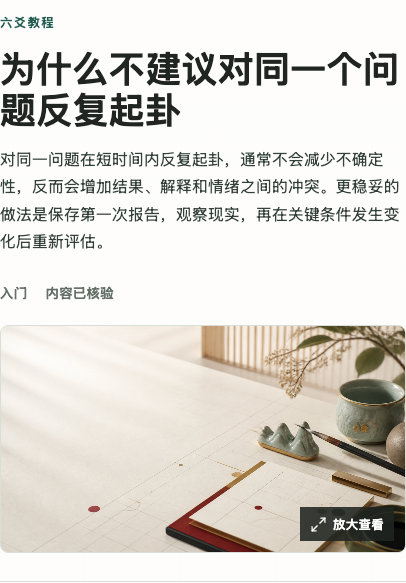 六爻教程
为什么不建议对同一个问
题反复起卦
对同一问题在短时间内反复起卦，通常不会减少不确定
性，反而会增加结果、解释和情绪之间的冲突。更稳妥的
做法是保存第一次报告，观察现实，再在关键条件发生变
化后重新评估。
入门 内容已核验
放大查看